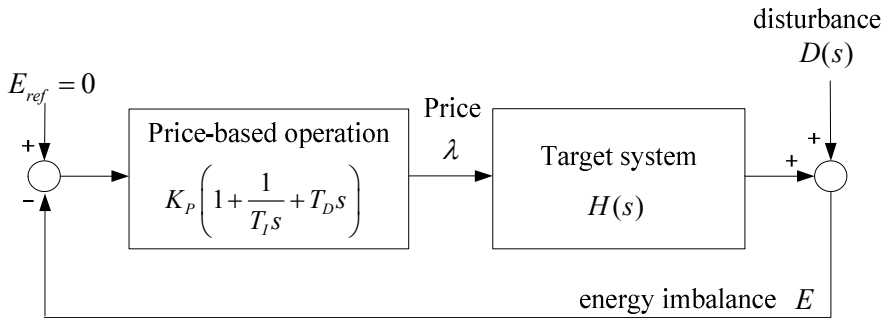 disturbance
D(s)
E_ref = 0
Price-based operation
K_P(1 + 1/(T_I s) + T_D s)
Price
λ
Target system
H(s)
+
-
+
+
energy imbalance E